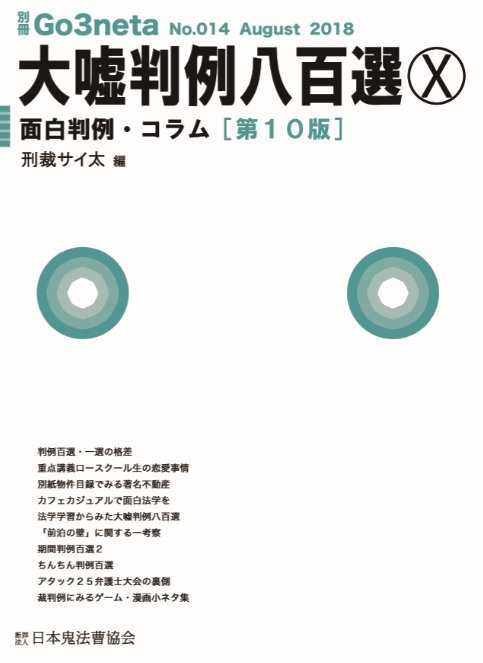 別冊 Go3neta No.014 August 2018
大嘘判例八百選Ⓧ
面白判例・コラム［第１０版］
刑裁サイ太 編
判例百選・一選の格差
重点講義ロースクール生の恋愛事情
別紙物件目録でみる著名不動産
カフェカジュアルで面白法学を
法学学習からみた大嘘判例八百選
「前泊の壁」に関する一考察
期間判例百選２
ちんちん判例百選
アタック２５弁護士大会の裏側
裁判例にみるゲーム・漫画小ネタ集
日本鬼法曹協会